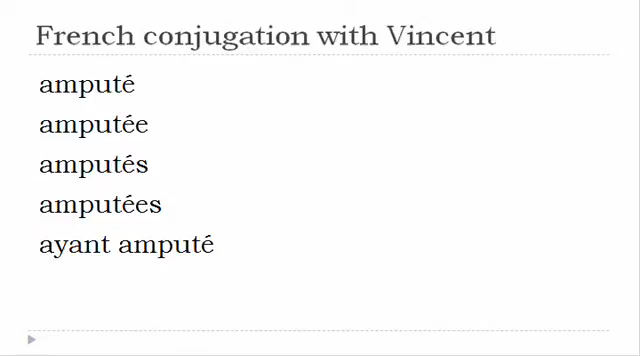 French conjugation with Vincent
amputé
amputée
amputés
amputées
ayant amputé